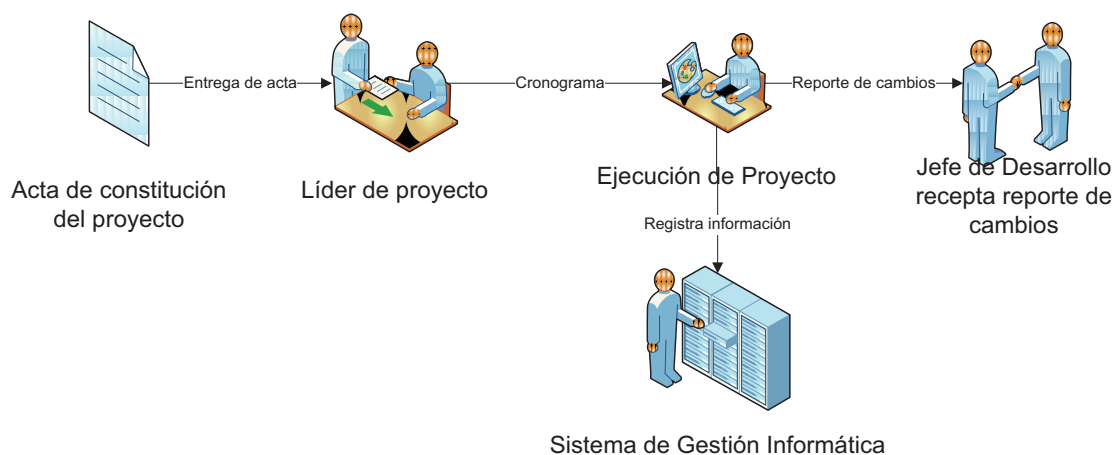 Entrega de acta
Cronograma
Reporte de cambios
Acta de constitución
del proyecto
Líder de proyecto
Ejecución de Proyecto
Jefe de Desarrollo
recepta reporte de
cambios
Registra información
Sistema de Gestión Informática